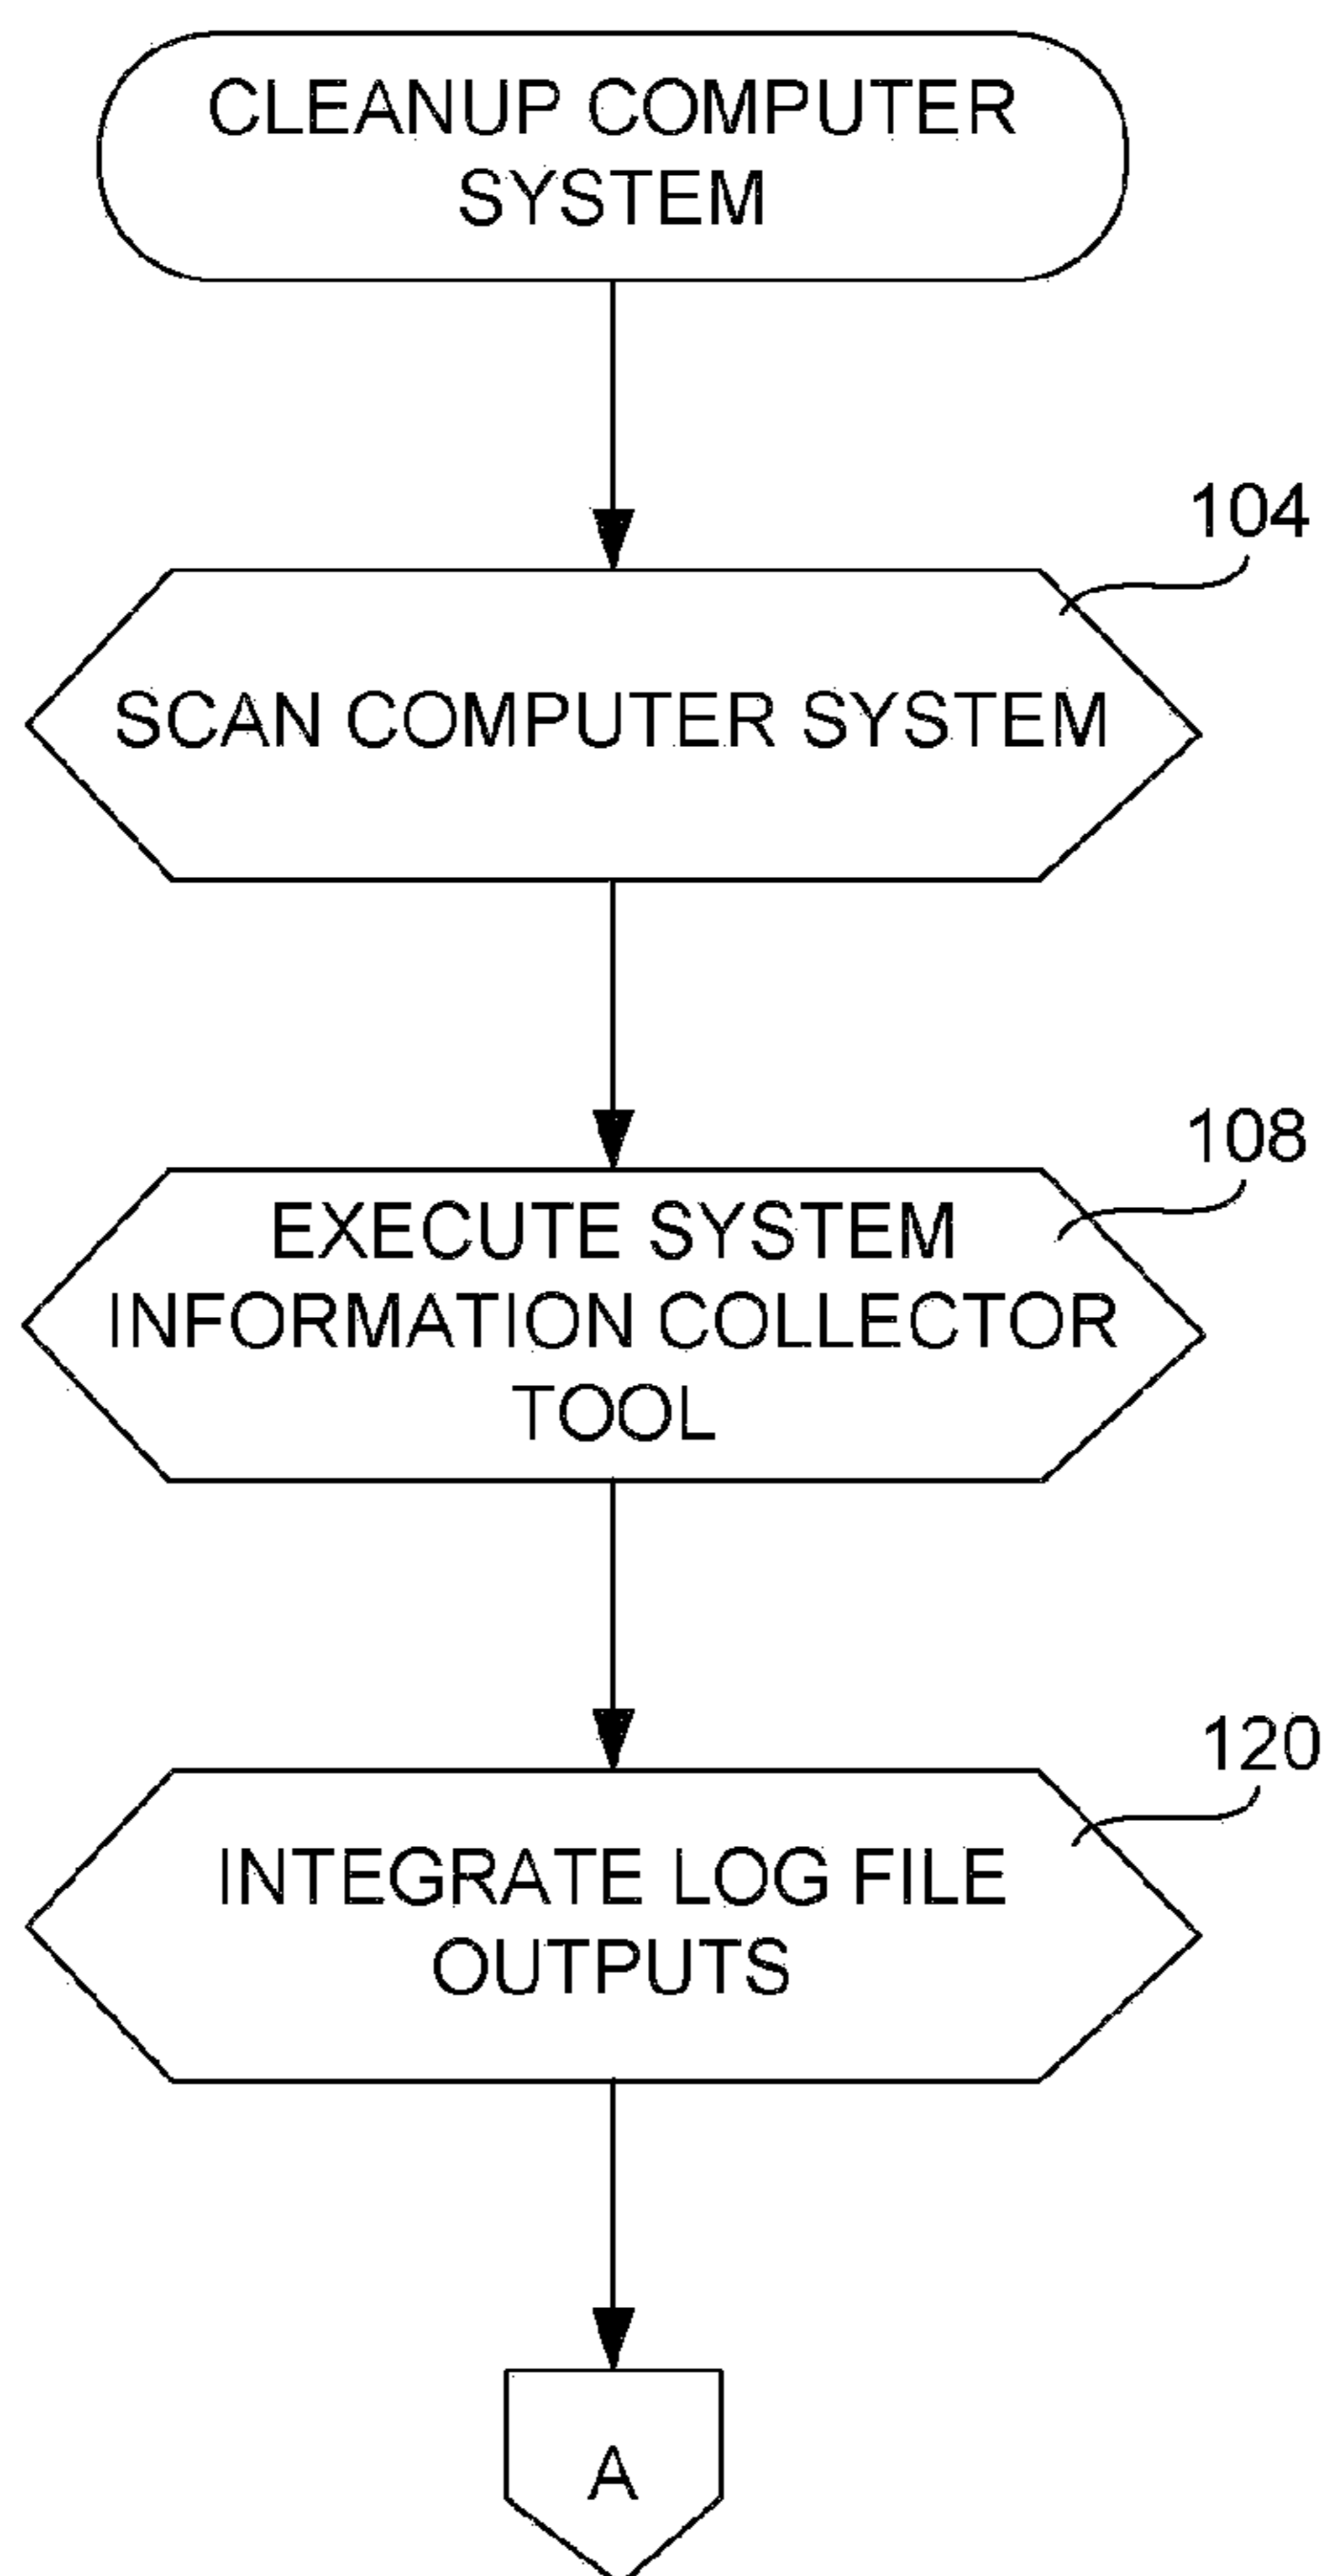 CLEANUP COMPUTER
SYSTEM
104
SCAN COMPUTER SYSTEM
108
EXECUTE SYSTEM
INFORMATION COLLECTOR
TOOL
120
INTEGRATE LOG FILE
OUTPUTS
A